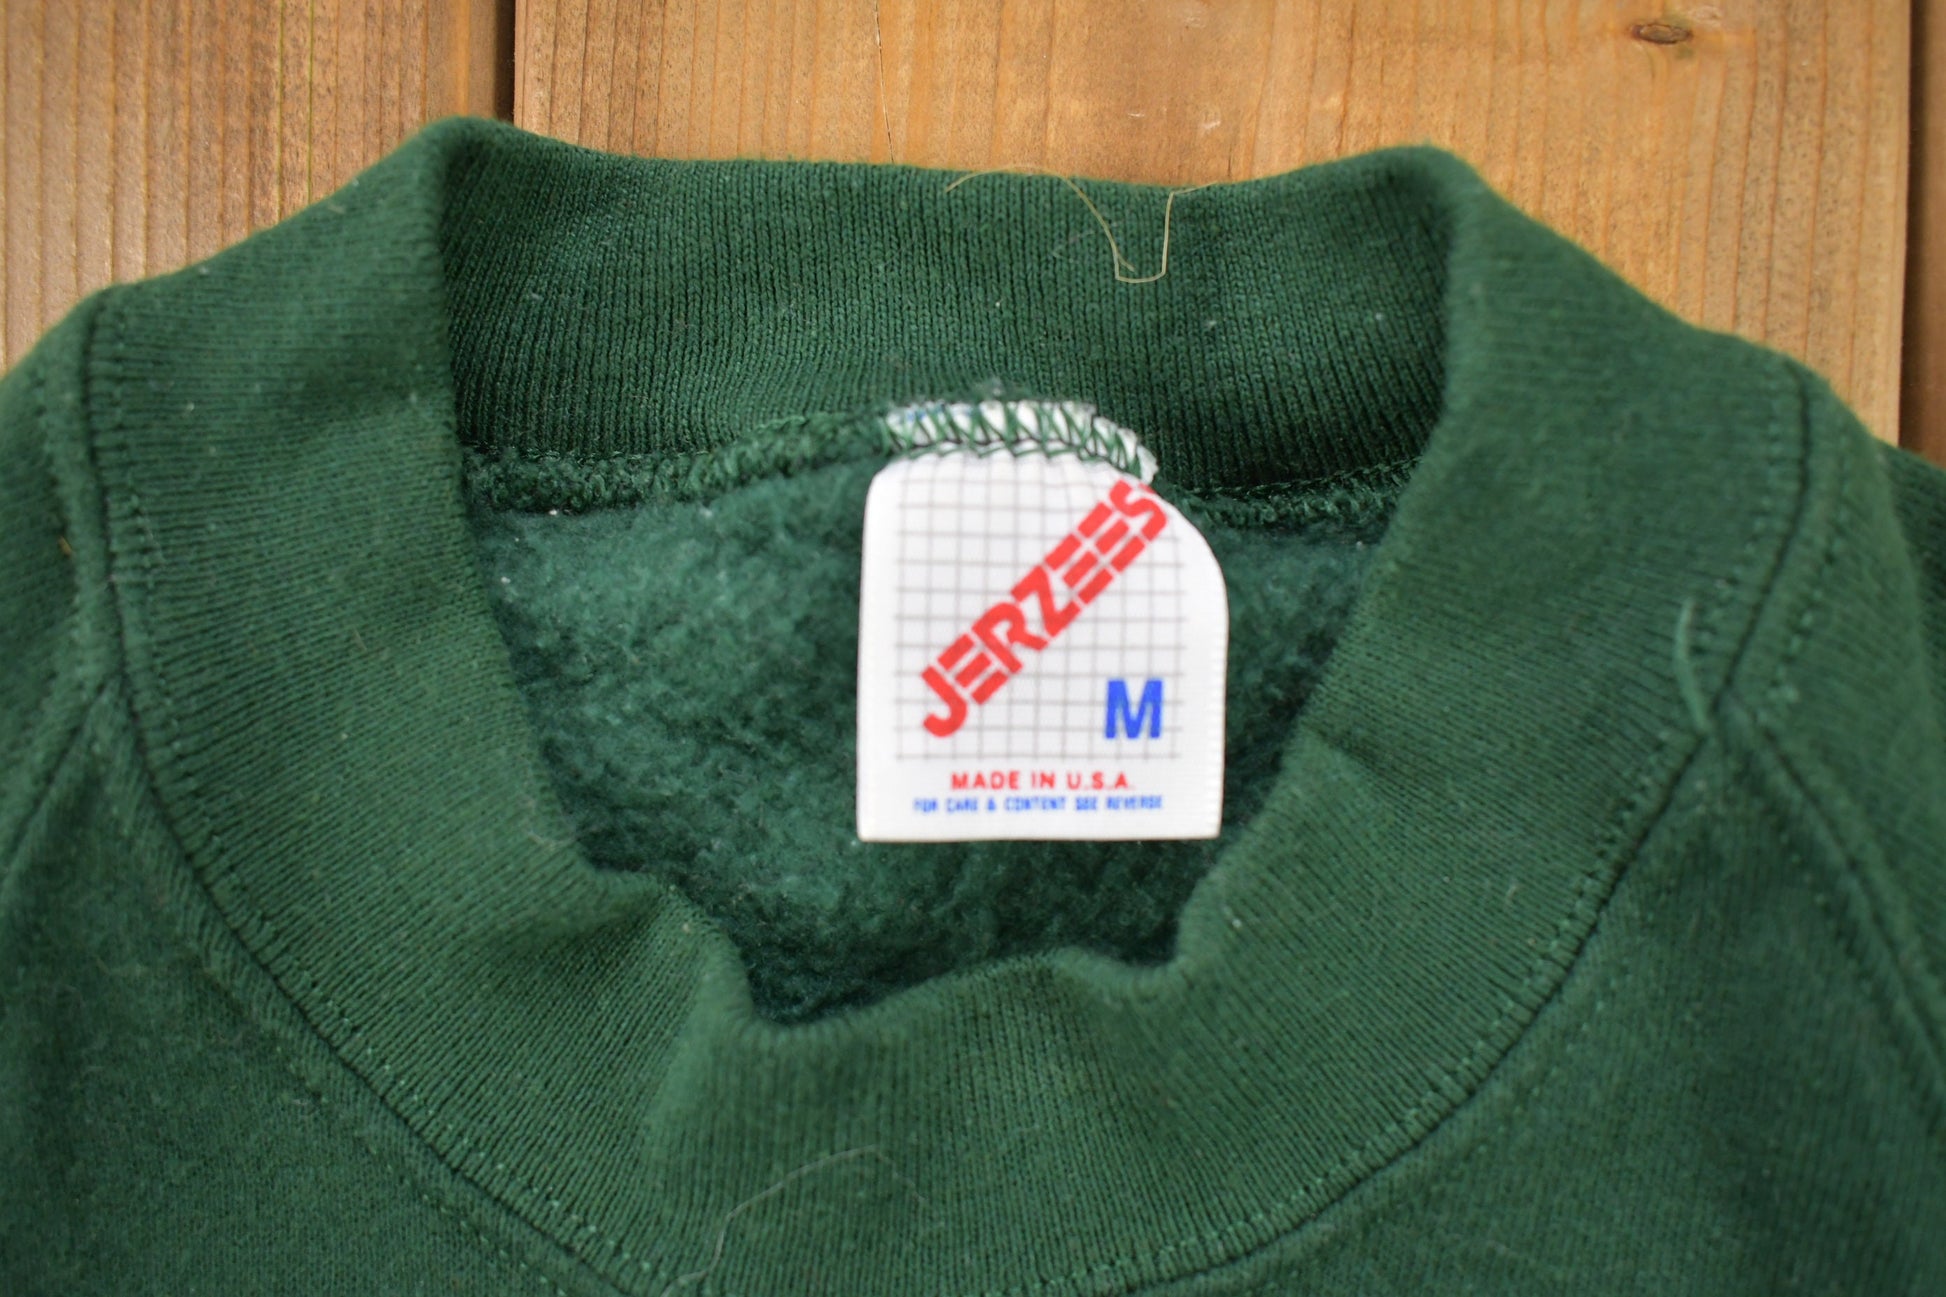 JERZEES
M
MADE IN U.S.A.
FOR CARE & CONTENT SEE REVERSE